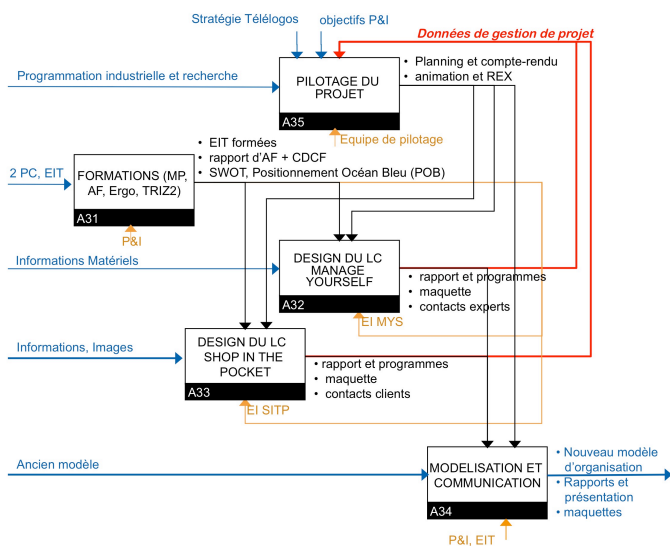 Stratégie Télélogos
objectifs P&I
Données de gestion de projet
Programmation industrielle et recherche
PILOTAGE DU
PROJET
A35
• Planning et compte-rendu
• animation et REX
Equipe de pilotage
• EIT formées
• rapport d'AF + CDCF
• SWOT, Positionnement Océan Bleu (POB)
2 PC, EIT
FORMATIONS (MP,
AF, Ergo, TRIZ2)
A31
P&I
Informations Matériels
DESIGN DU LC
MANAGE
YOURSELF
A32
• rapport et programmes
• maquette
• contacts experts
EI MYS
Informations, Images
DESIGN DU LC
SHOP IN THE
POCKET
A33
• rapport et programmes
• maquette
• contacts clients
EI SITP
Ancien modèle
MODELISATION ET
COMMUNICATION
A34
• Nouveau modèle
d'organisation
• Rapports et
présentation
• maquettes
P&I, EIT